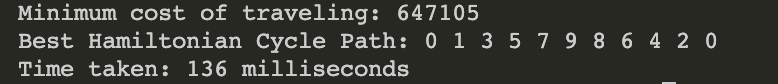 Minimum cost of traveling: 647105
Best Hamiltonian Cycle Path: 0 1 3 5 7 9 8 6 4 2 0
Time taken: 136 milliseconds